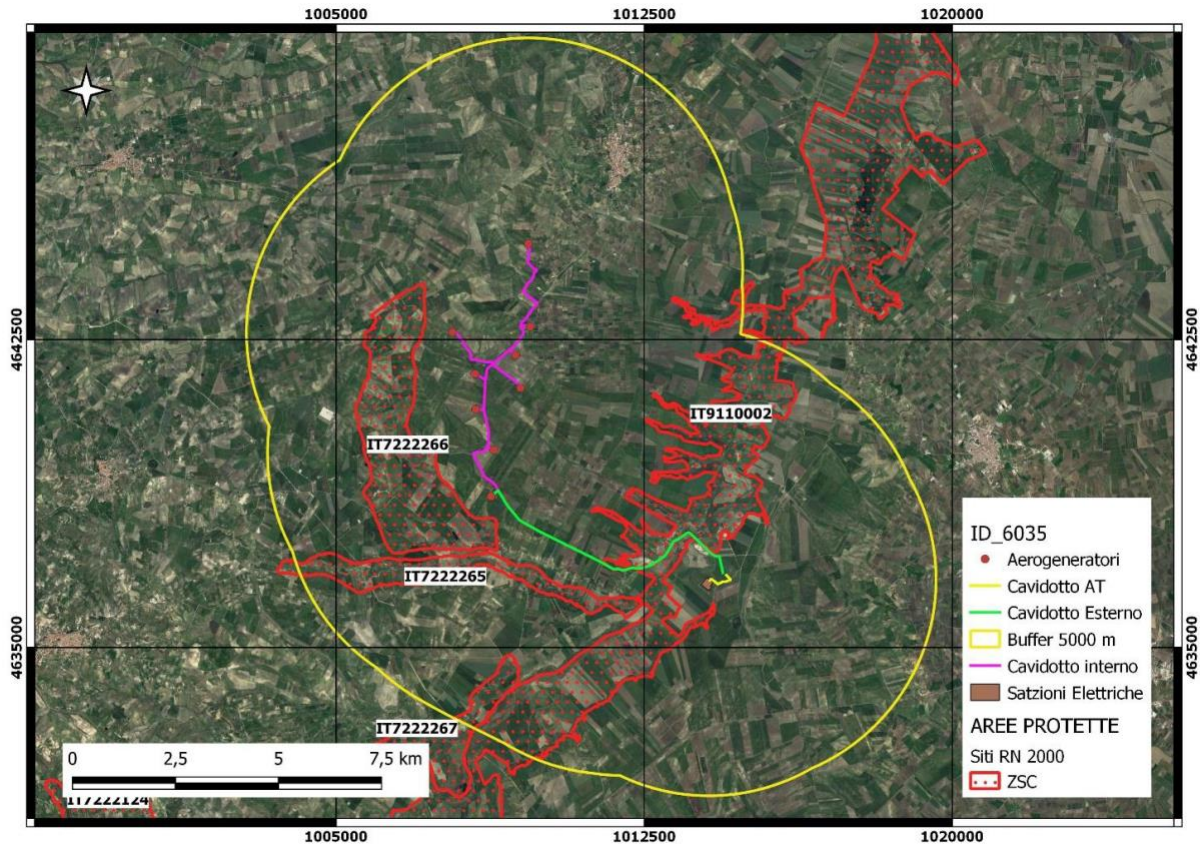 1005000 1012500 1020000
4642500 4642500
IT9110002
IT7222266
IT7222265
4635000 4635000
IT7222267
IT7222124
0 2,5 5 7,5 km
ID_6035
Aerogeneratori
Cavidotto AT
Cavidotto Esterno
Buffer 5000 m
Cavidotto interno
Satzioni Elettriche
AREE PROTETTE
Siti RN 2000
ZSC
1005000 1012500 1020000